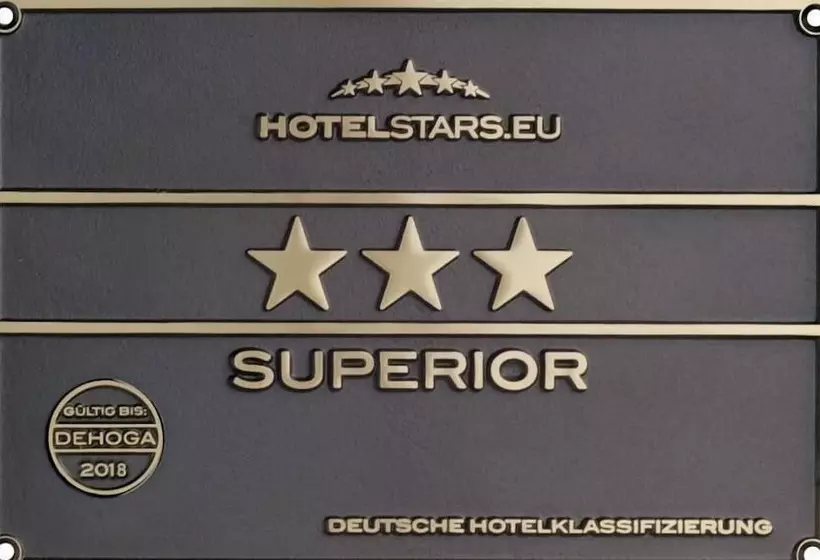 HOTELSTARS.EU
SUPERIOR
GÜLTIG BIS:
DEHOGA
2018
DEUTSCHE HOTELKLASSIFIZIERUNG